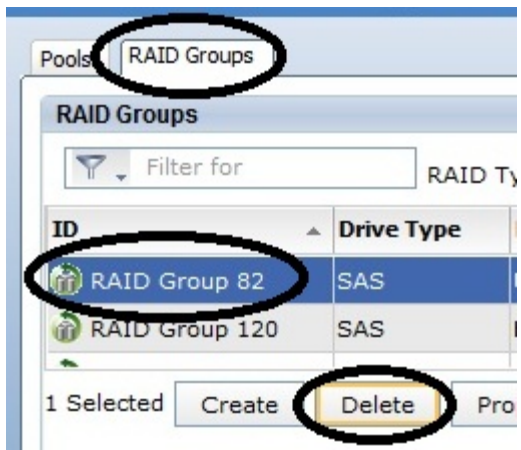 Pools RAID Groups
RAID Groups
Filter for RAID Ty
ID Drive Type
RAID Group 82 SAS
RAID Group 120 SAS
1 Selected Create Delete Pro